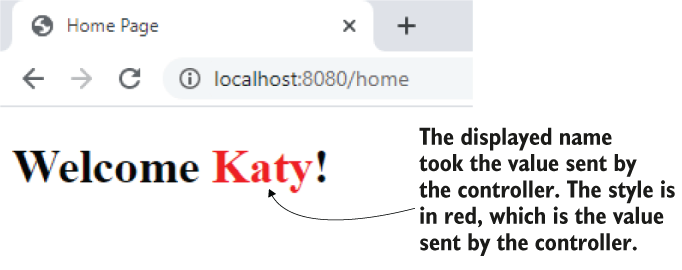 Home Page
localhost:8080/home
Welcome Katy!
The displayed name
took the value sent by
the controller. The style is
in red, which is the value
sent by the controller.